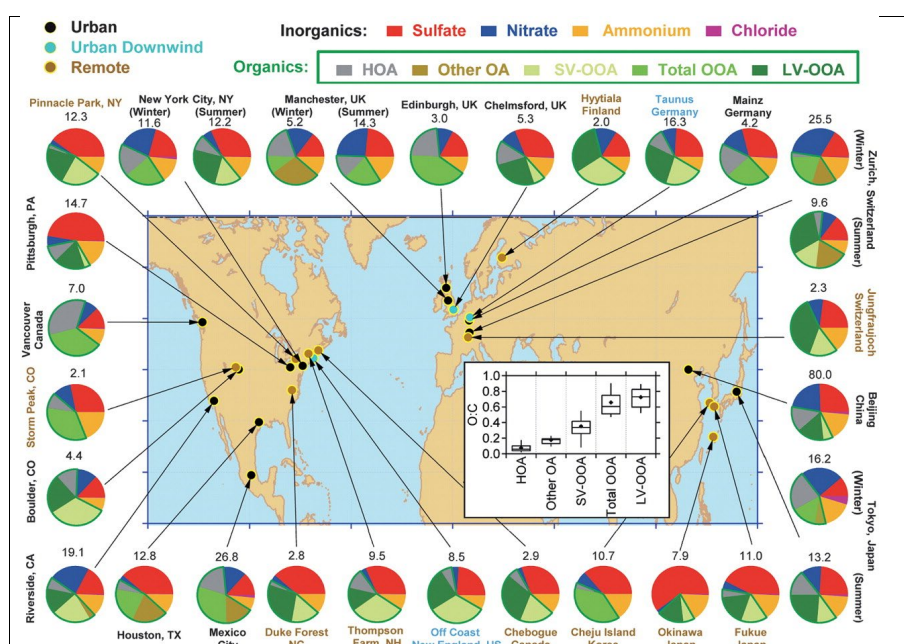 Urban
Urban Downwind
Remote
Inorganics: Sulfate Nitrate Ammonium Chloride
Organics: HOA Other OA SV-OOA Total OOA LV-OOA
Pinnacle Park, NY
12.3
New York City, NY
(Winter) (Summer)
11.6 12.2
Manchester, UK
(Winter) (Summer)
5.2 14.3
Edinburgh, UK
3.0
Chelmsford, UK
5.3
Hyytiala
Finland
2.0
Taunus
Germany
16.3
Mainz
Germany
4.2
25.5
Zurich, Switzerland
(Winter) (Summer)
9.6
Pittsburgh, PA
14.7
Vancouver
Canada
7.0
Storm Peak, CO
2.1
Boulder, CO
4.4
Riverside, CA
19.1
Jungfraujoch
Switzerland
2.3
Beijing
China
80.0
Tokyo, Japan
(Winter) (Summer)
16.2
13.2
O:C
1.0
0.8
0.6
0.4
0.2
0.0
HOA
Other OA
SV-OOA
Total OOA
LV-OOA
12.8
Houston, TX
26.8
Mexico
City
2.8
Duke Forest
NC
9.5
Thompson
Farm, NH
8.5
Off Coast
New England, US
2.9
Chebogue
Canada
10.7
Cheju Island
Korea
7.9
Okinawa
Japan
11.0
Fukue
Japan